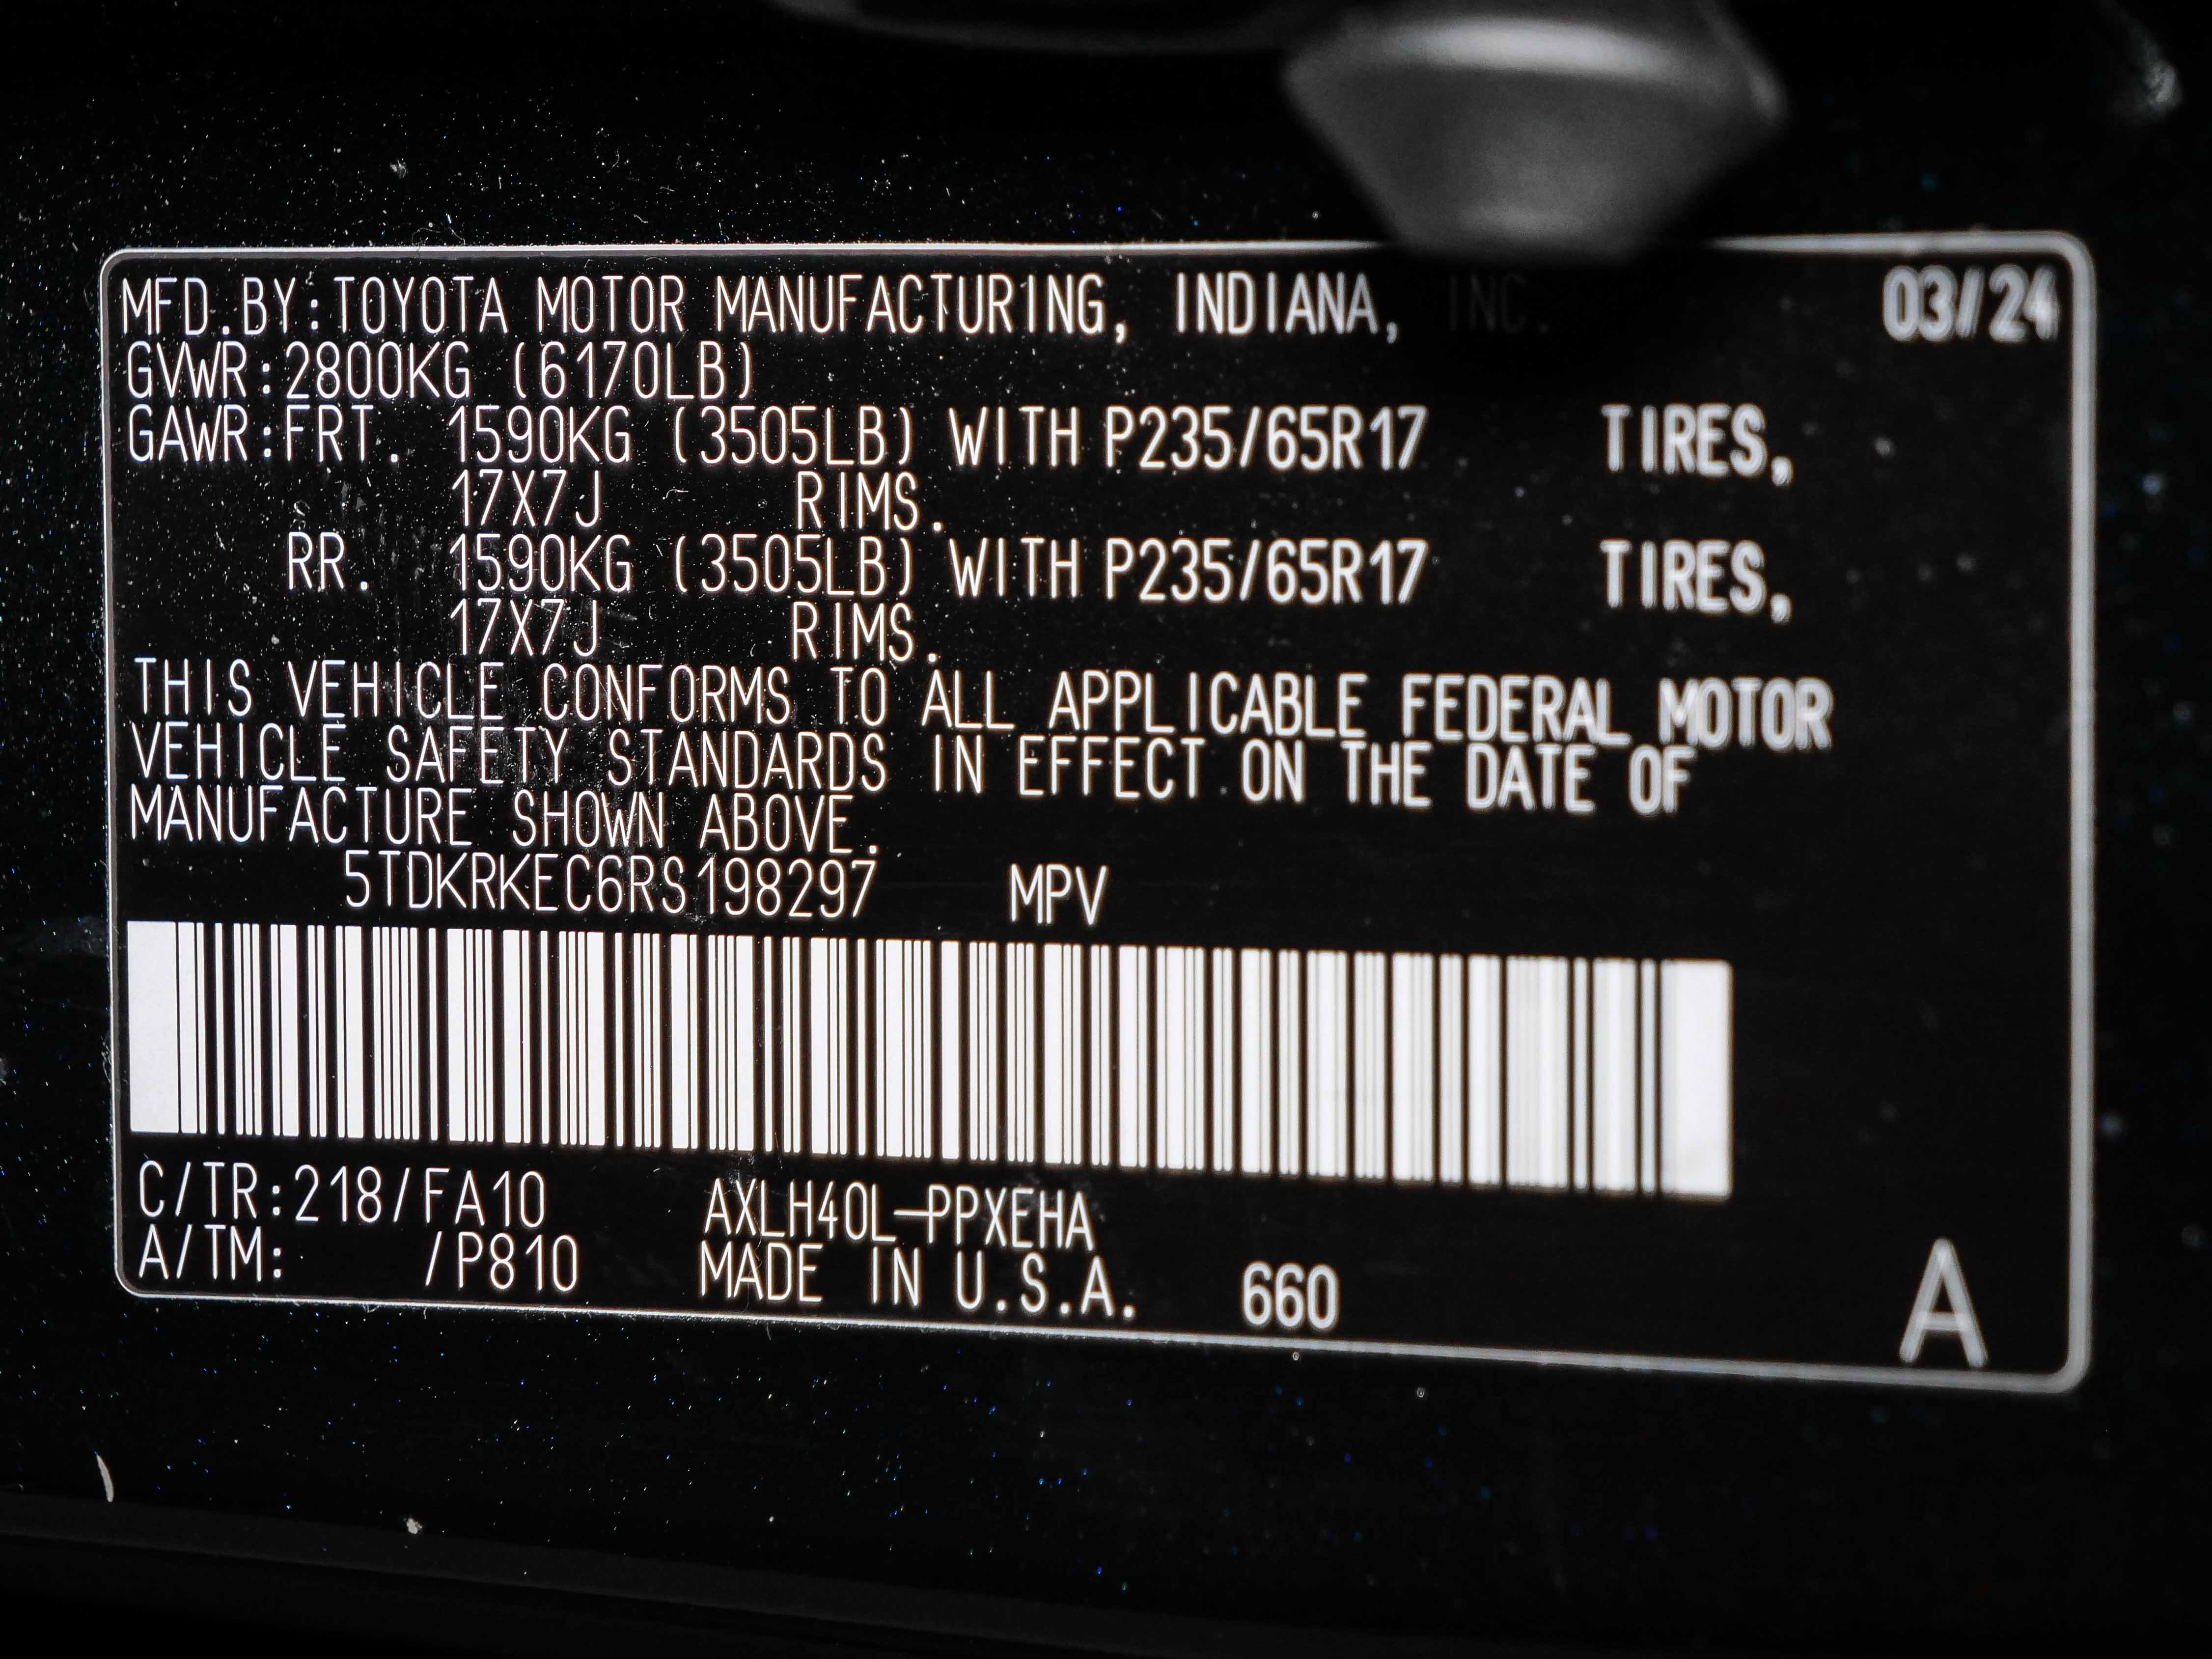 MFD.BY:TOYOTA MOTOR MANUFACTURING, INDIANA, INC. 03/24
GVWR:2800KG (6170LB)
GAWR:FRT. 1590KG (3505LB) WITH P235/65R17 TIRES,
17X7J RIMS.
RR. 1590KG (3505LB) WITH P235/65R17 TIRES,
17X7J RIMS.
THIS VEHICLE CONFORMS TO ALL APPLICABLE FEDERAL MOTOR
VEHICLE SAFETY STANDARDS IN EFFECT ON THE DATE OF
MANUFACTURE SHOWN ABOVE.
5TDKRKEC6RS198297 MPV
C/TR:218/FA10 AXLH40L-PPXEHA
A/TM: /P810 MADE IN U.S.A. 660 A